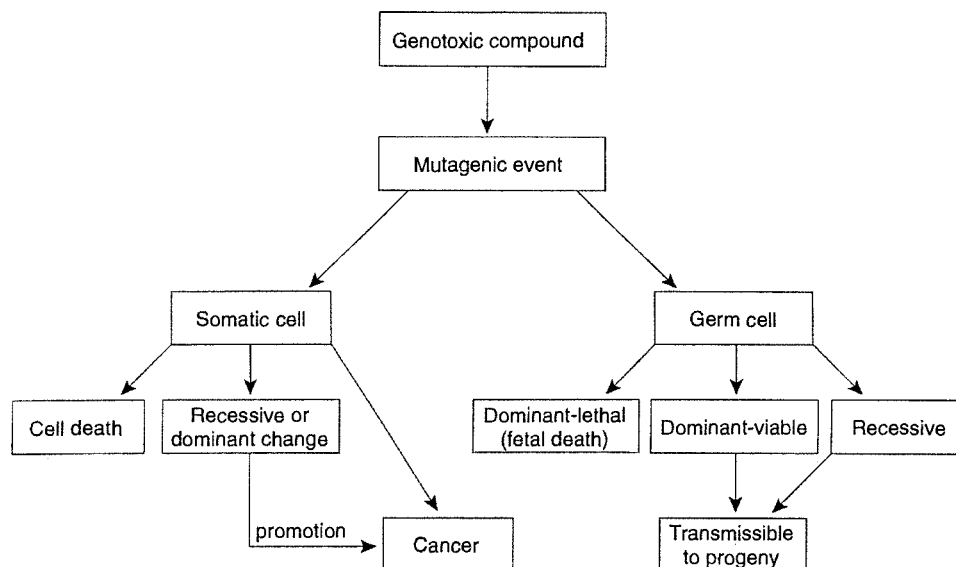 Genotoxic compound
Mutagenic event
Somatic cell
Germ cell
Cell death
Recessive or
dominant change
Dominant-lethal
(fetal death)
Dominant-viable
Recessive
promotion
Cancer
Transmissible
to progeny